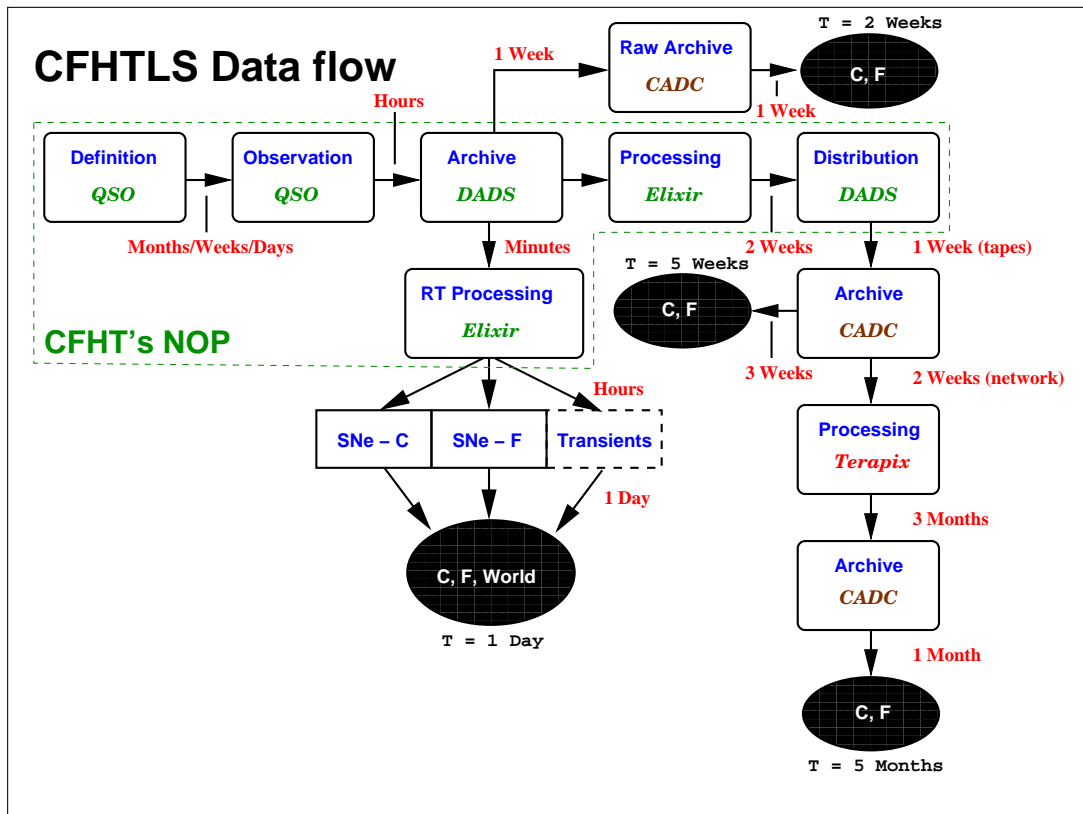 CFHTLS Data flow
T = 2 Weeks
1 Week
Raw Archive
CADC
C, F
1 Week
Hours
Definition
QSO
Observation
QSO
Archive
DADS
Processing
Elixir
Distribution
DADS
Months/Weeks/Days
Minutes
2 Weeks
1 Week (tapes)
T = 5 Weeks
RT Processing
Elixir
C, F
Archive
CADC
CFHT's NOP
3 Weeks
2 Weeks (network)
Hours
SNe – C
SNe – F
Transients
Processing
Terapix
1 Day
3 Months
C, F, World
T = 1 Day
Archive
CADC
1 Month
C, F
T = 5 Months